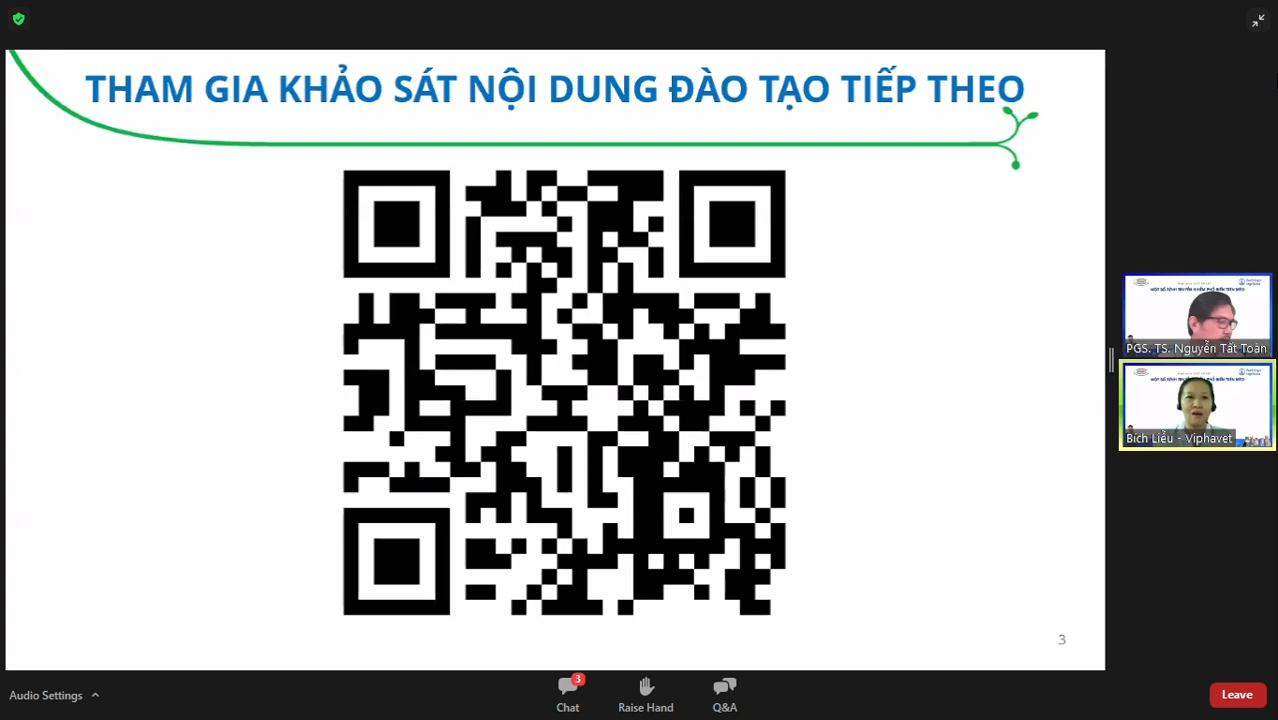 THAM GIA KHẢO SÁT NỘI DUNG ĐÀO TẠO TIẾP THEO
PGS. TS. Nguyễn Tất Toàn
Bích Liễu - Viphavet
3
Audio Settings
3
Chat
Raise Hand
Q&A
Leave